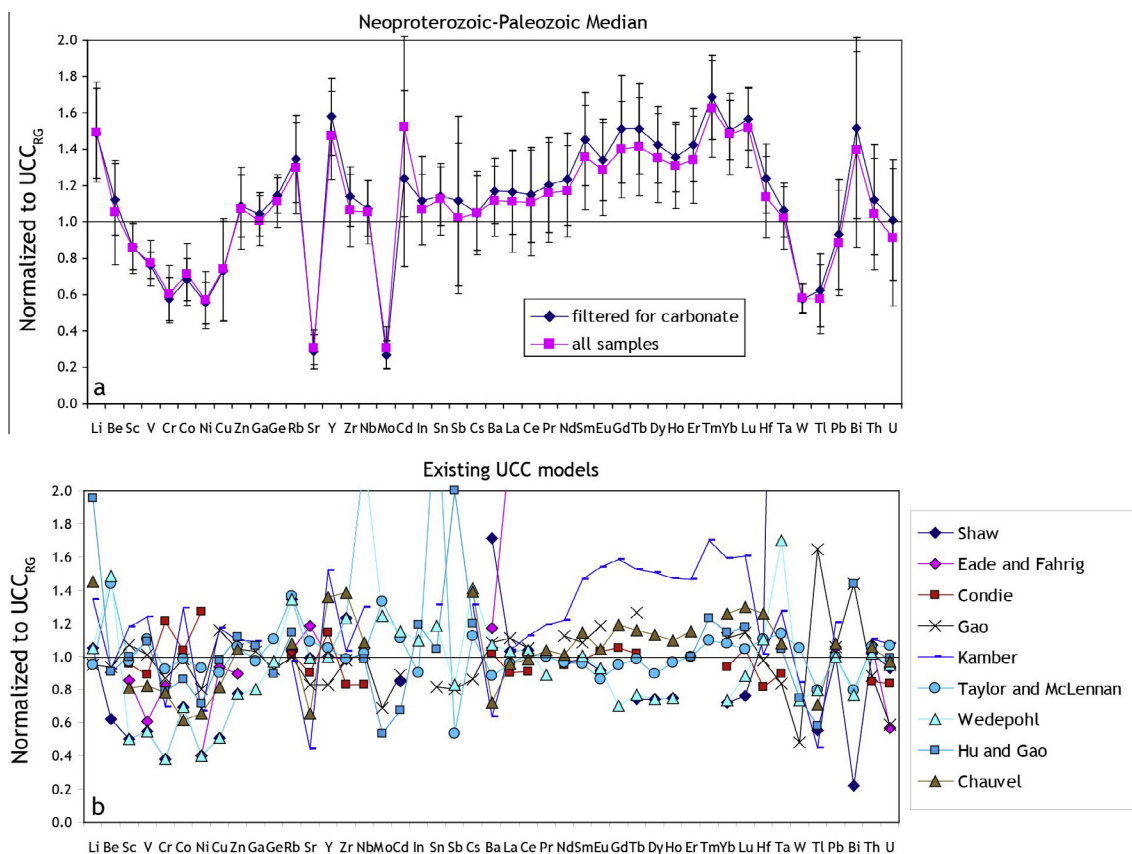 Neoproterozoic-Paleozoic Median
Normalized to UCCRG
2.0
1.8
1.6
1.4
1.2
1.0
0.8
0.6
0.4
0.2
0.0
filtered for carbonate
all samples
a
Li Be Sc V Cr Co Ni Cu Zn Ga Ge Rb Sr Y Zr Nb Mo Cd In Sn Sb Cs Ba La Ce Pr Nd Sm Eu Gd Tb Dy Ho Er Tm Yb Lu Hf Ta W Tl Pb Bi Th U
Existing UCC models
Normalized to UCCRG
2.0
1.8
1.6
1.4
1.2
1.0
0.8
0.6
0.4
0.2
0.0
b
Li Be Sc V Cr Co Ni Cu Zn Ga Ge Rb Sr Y Zr Nb Mo Cd In Sn Sb Cs Ba La Ce Pr Nd Sm Eu Gd Tb Dy Ho Er Tm Yb Lu Hf Ta W Tl Pb Bi Th U
Shaw
Eade and Fahrig
Condie
Gao
Kamber
Taylor and McLennan
Wedepohl
Hu and Gao
Chauvel